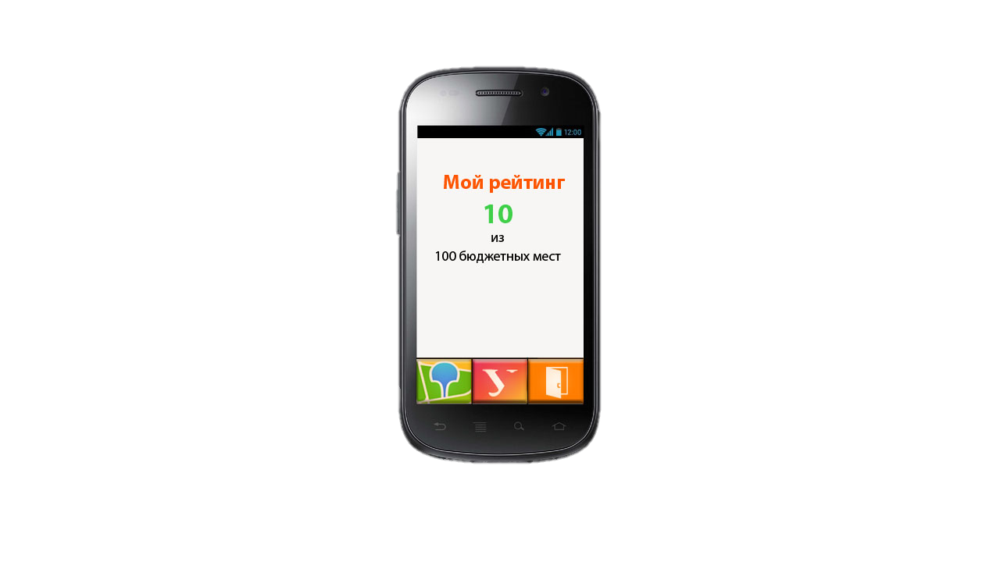 12:00
Мой рейтинг
10
из
100 бюджетных мест
У